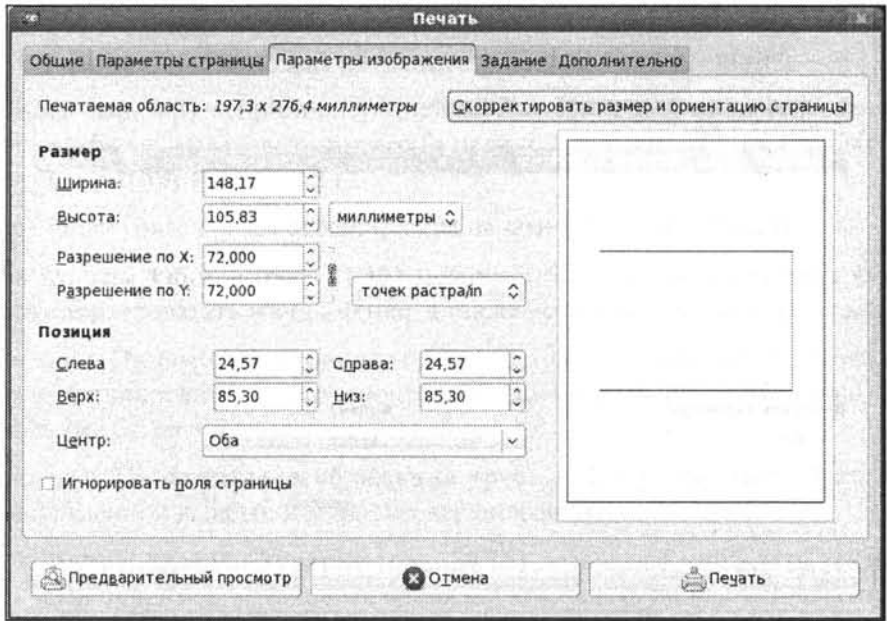 Печать
Общие Параметры страницы Параметры изображения Задание Дополнительно
Печатаемая область: 197,3 x 276,4 миллиметры Скорректировать размер и ориентацию страницы
Размер
Ширина: 148,17
Высота: 105,83 миллиметры
Разрешение по X: 72,000
Разрешение по Y: 72,000 точек растра/in
Позиция
Слева 24,57 Справа: 24,57
Верх: 85,30 Низ: 85,30
Центр: Оба
Игнорировать поля страницы
Предварительный просмотр Отмена Печать